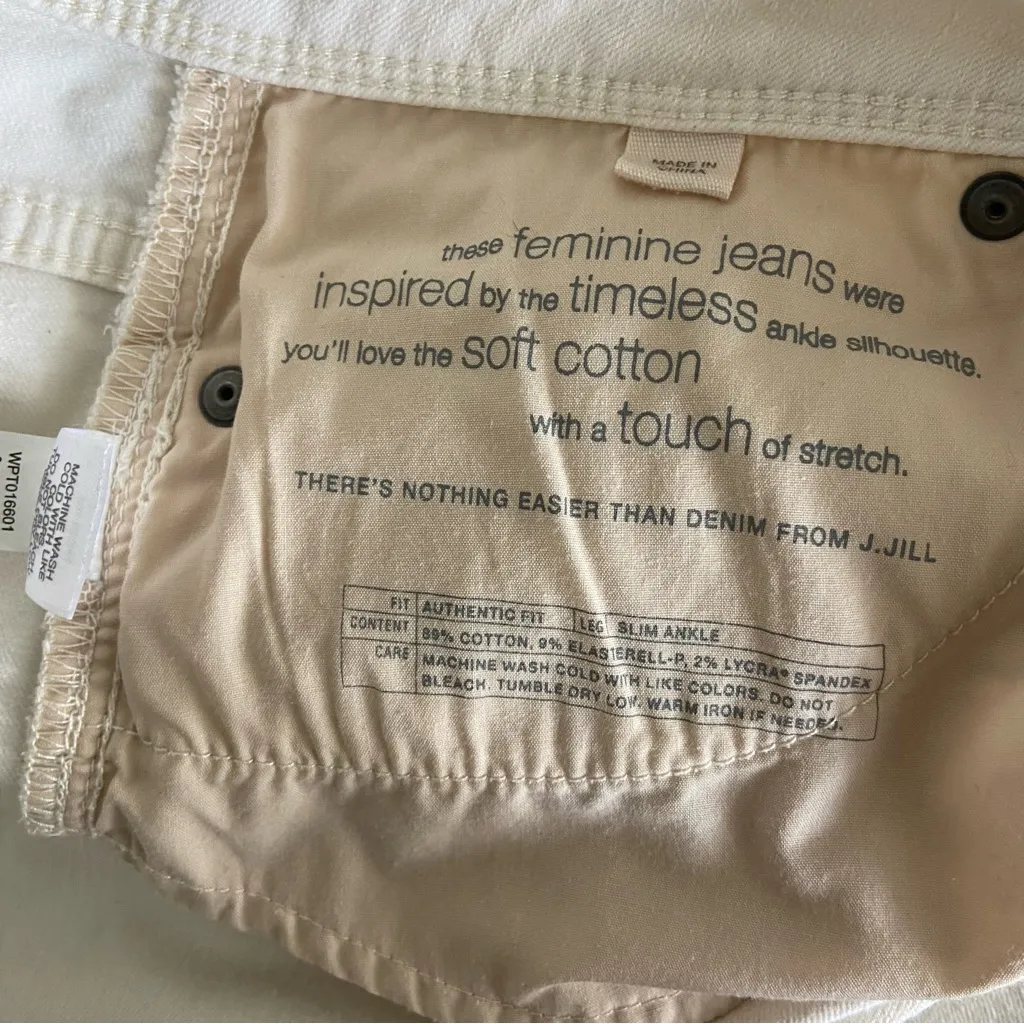 MADE IN
CHINA
these feminine jeans were
inspired by the timeless ankle silhouette.
you'll love the soft cotton
with a touch of stretch.
THERE'S NOTHING EASIER THAN DENIM FROM J.JILL
FIT AUTHENTIC FIT LEG SLIM ANKLE
CONTENT 89% COTTON, 9% ELASTERELL-P, 2% LYCRA® SPANDEX
CARE MACHINE WASH COLD WITH LIKE COLORS. DO NOT
BLEACH. TUMBLE DRY LOW. WARM IRON IF NEEDED.
WPT016601
MACHINE WASH
COLD WITH LIKE